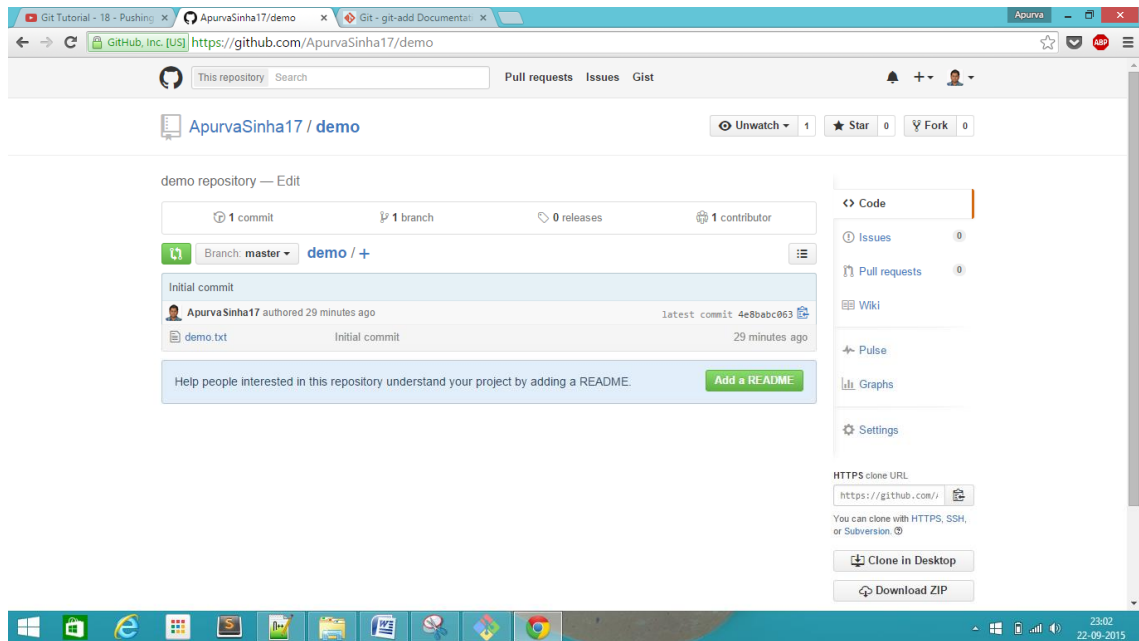 Git Tutorial - 18 - Pushing
ApurvaSinha17/demo
Git - git-add Documentat
Apurva
GitHub, Inc. [US] https://github.com/ApurvaSinha17/demo
ABP
This repository Search
Pull requests Issues Gist
ApurvaSinha17 / demo
Unwatch 1
Star 0
Fork 0
demo repository — Edit
1 commit
1 branch
0 releases
1 contributor
Branch: master
demo / +
Initial commit
ApurvaSinha17 authored 29 minutes ago
latest commit 4e8babc063
demo.txt
Initial commit
29 minutes ago
Help people interested in this repository understand your project by adding a README.
Add a README
Code
Issues 0
Pull requests 0
Wiki
Pulse
Graphs
Settings
HTTPS clone URL
https://github.com/
You can clone with HTTPS, SSH,
or Subversion.
Clone in Desktop
Download ZIP
23:02
22-09-2015